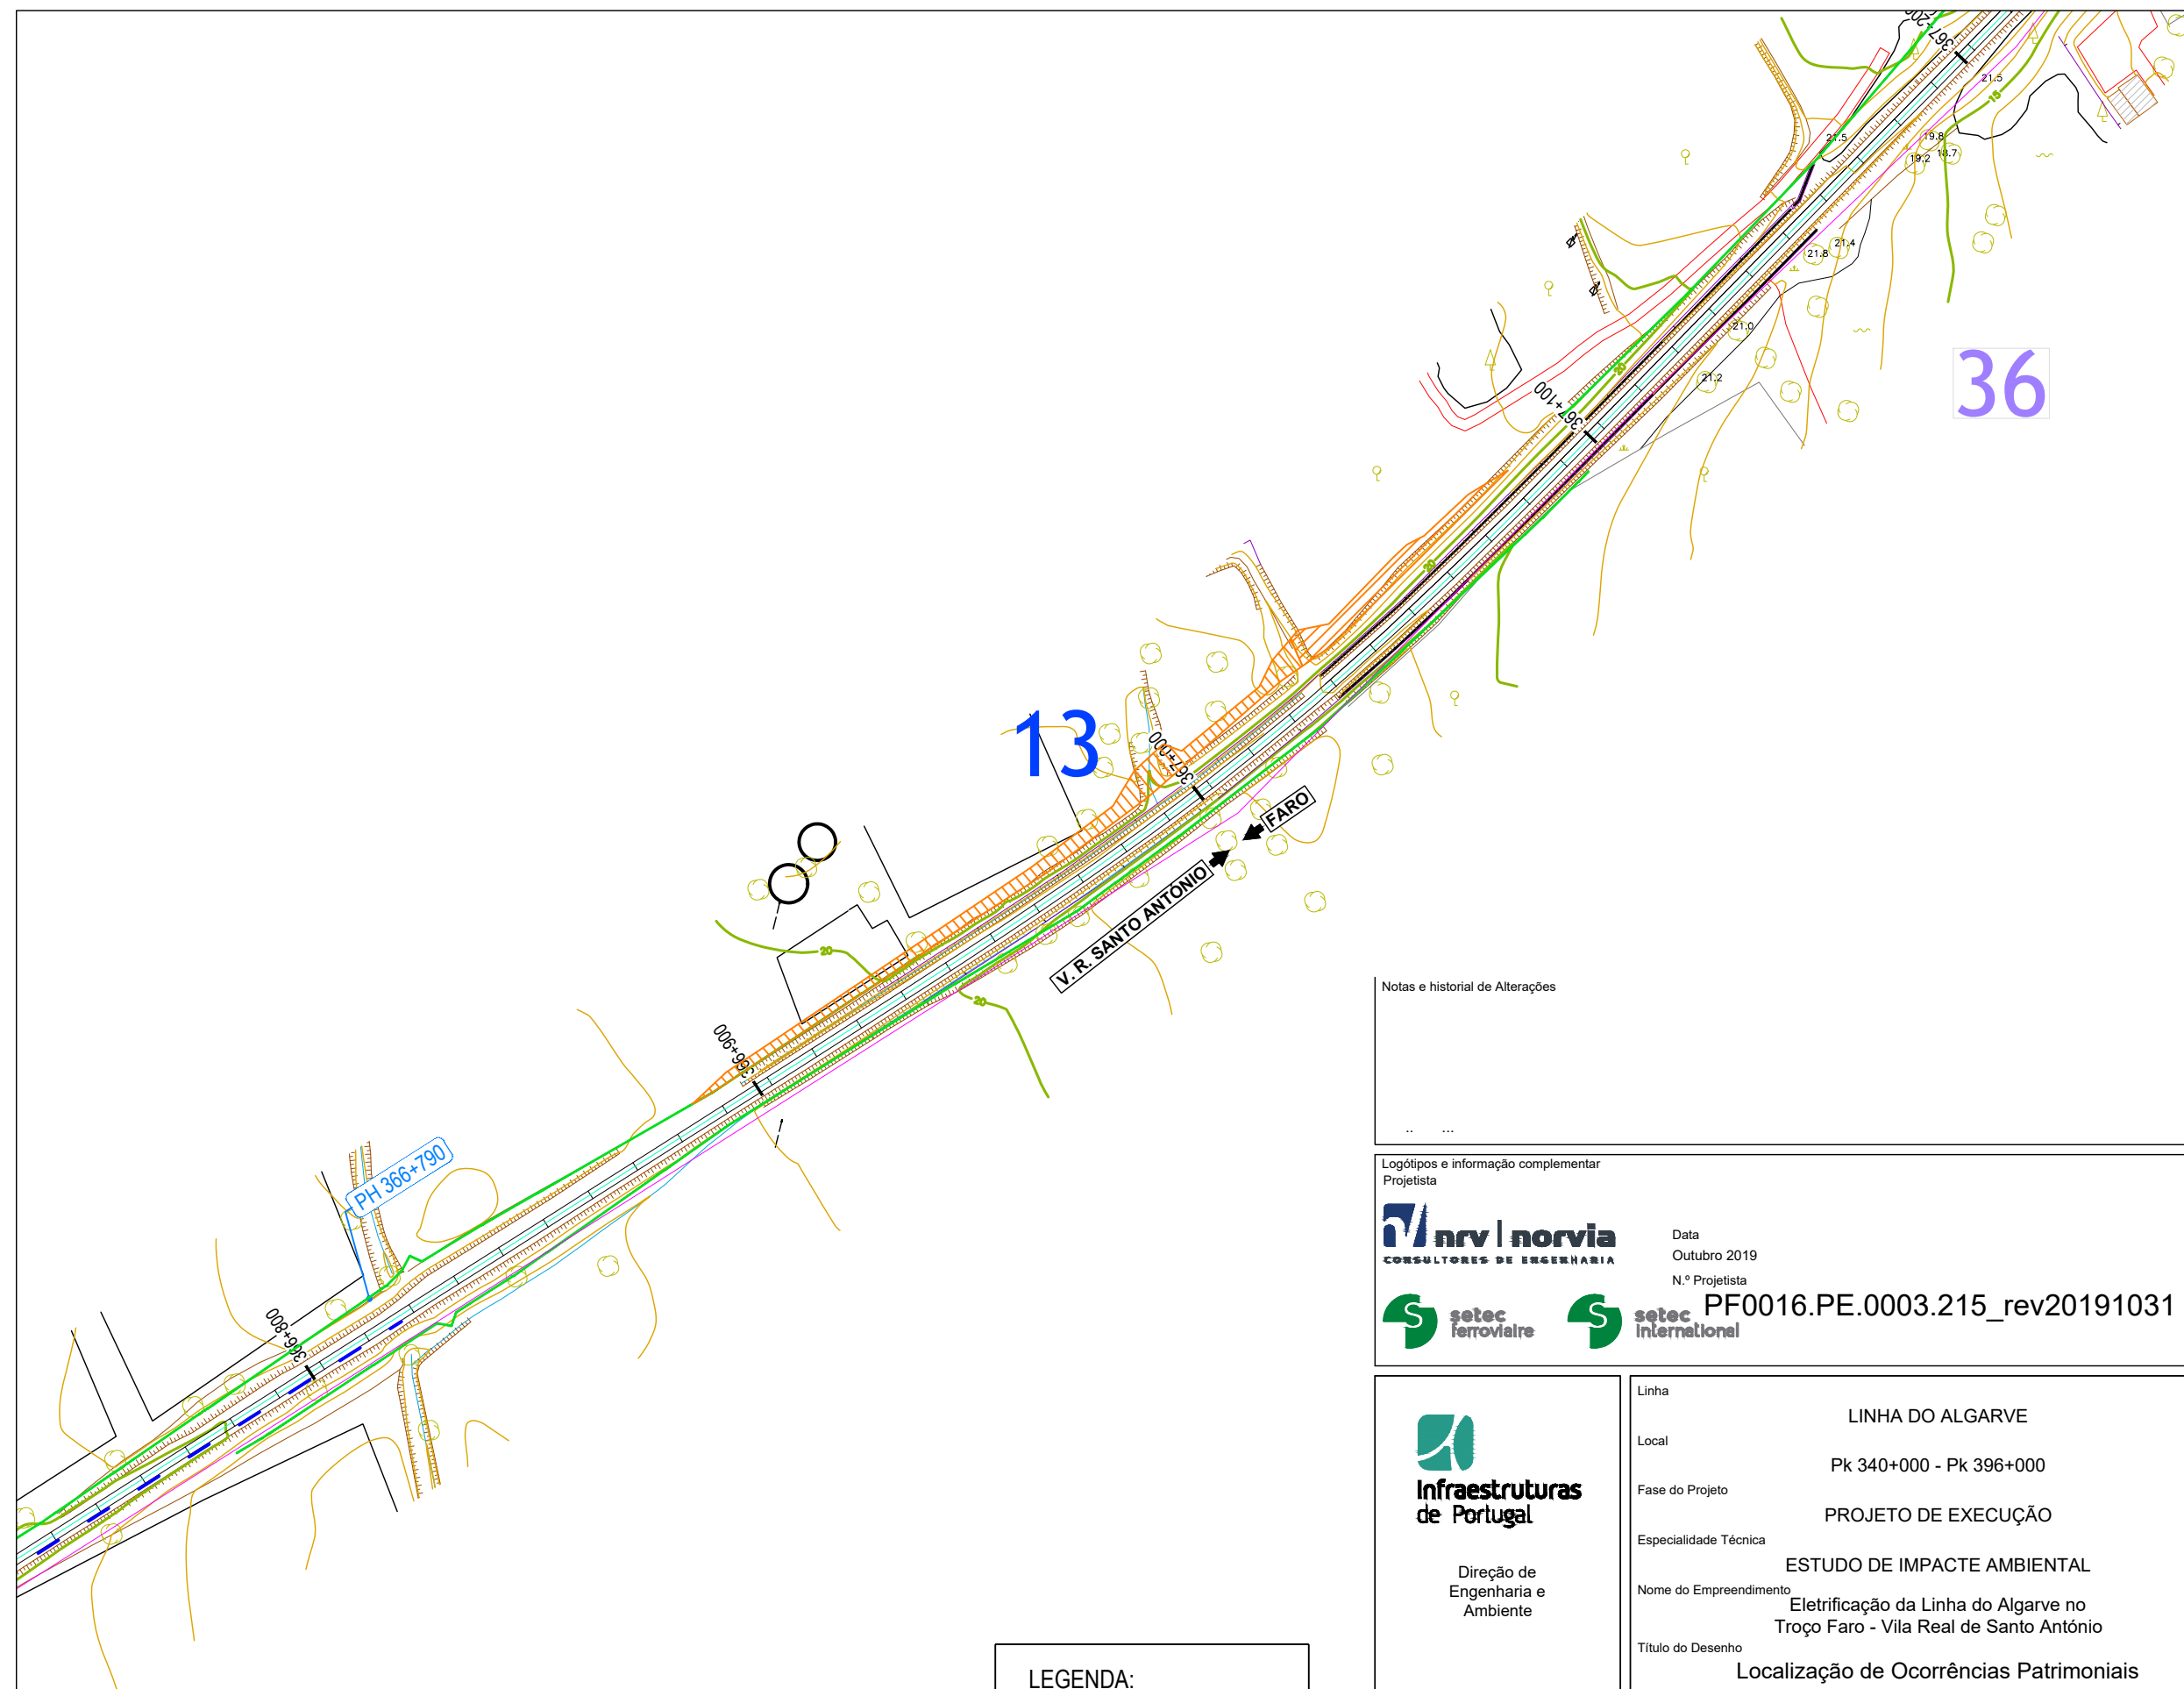 367+200
21.5
15
21.5
19.8
19.2
18.7
21.4
21.8
21.0
36
20
21.2
367+100
20
13
367+000
FARO
V. R. SANTO ANTÓNIO
20
20
366+900
PH 366+790
366+800
Notas e historial de Alterações
.. ...
Logótipos e informação complementar
Projetista
nrv | norvia
CONSULTORES DE ENGENHARIA
Data
Outubro 2019
N.º Projetista
PF0016.PE.0003.215_rev20191031
setec
ferroviaire
setec
international
Infraestruturas
de Portugal
Direção de
Engenharia e
Ambiente
Linha
LINHA DO ALGARVE
Local
Pk 340+000 - Pk 396+000
Fase do Projeto
PROJETO DE EXECUÇÃO
Especialidade Técnica
ESTUDO DE IMPACTE AMBIENTAL
Nome do Empreendimento
Eletrificação da Linha do Algarve no
Troço Faro - Vila Real de Santo António
Título do Desenho
Localização de Ocorrências Patrimoniais
LEGENDA: